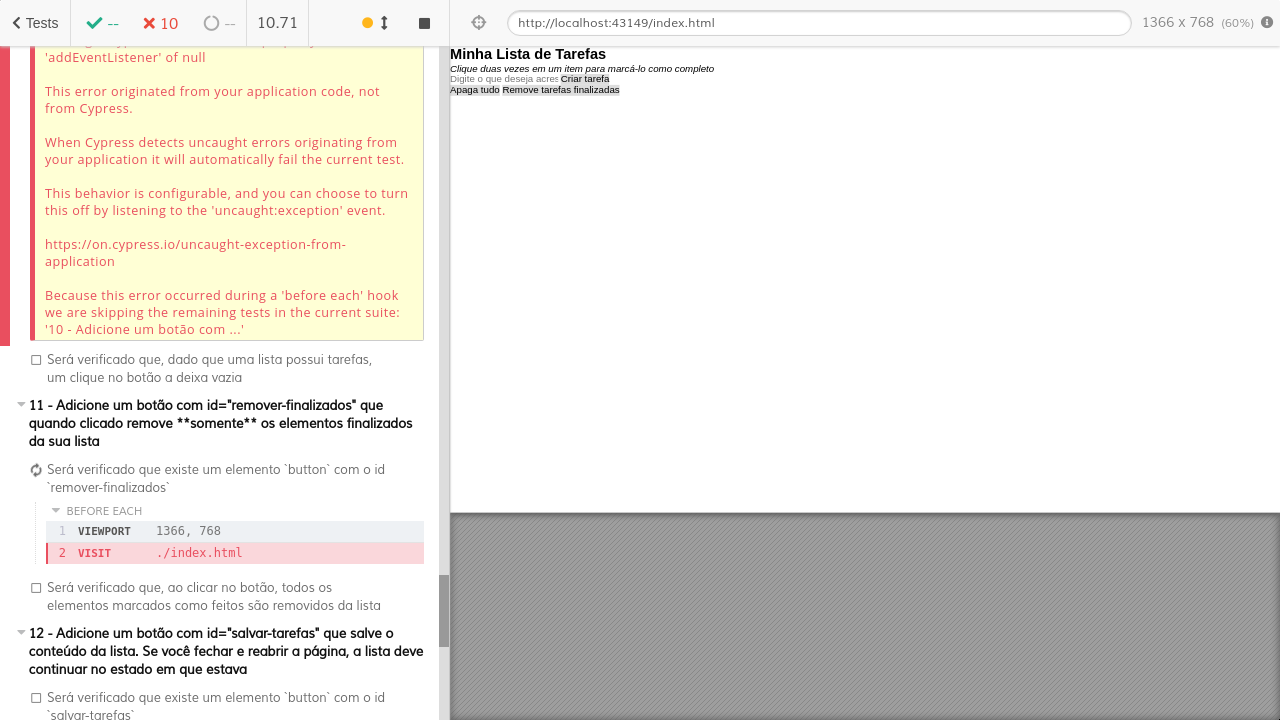 Tests -- 10 -- 10.71
http://localhost:43149/index.html 1366 x 768 (60%)
'addEventListener' of null
This error originated from your application code, not
from Cypress.
When Cypress detects uncaught errors originating from
your application it will automatically fail the current test.
This behavior is configurable, and you can choose to turn
this off by listening to the 'uncaught:exception' event.
https://on.cypress.io/uncaught-exception-from-
application
Because this error occurred during a 'before each' hook
we are skipping the remaining tests in the current suite:
'10 - Adicione um botão com ...'
Será verificado que, dado que uma lista possui tarefas,
um clique no botão a deixa vazia
11 - Adicione um botão com id="remover-finalizados" que
quando clicado remove **somente** os elementos finalizados
da sua lista
Será verificado que existe um elemento `button` com o id
`remover-finalizados`
BEFORE EACH
1 VIEWPORT 1366, 768
2 VISIT ./index.html
Será verificado que, ao clicar no botão, todos os
elementos marcados como feitos são removidos da lista
12 - Adicione um botão com id="salvar-tarefas" que salve o
conteúdo da lista. Se você fechar e reabrir a página, a lista deve
continuar no estado em que estava
Será verificado que existe um elemento `button` com o id
`salvar-tarefas`
Minha Lista de Tarefas
Clique duas vezes em um item para marcá-lo como completo
Digite o que deseja acres Criar tarefa
Apaga tudo Remove tarefas finalizadas